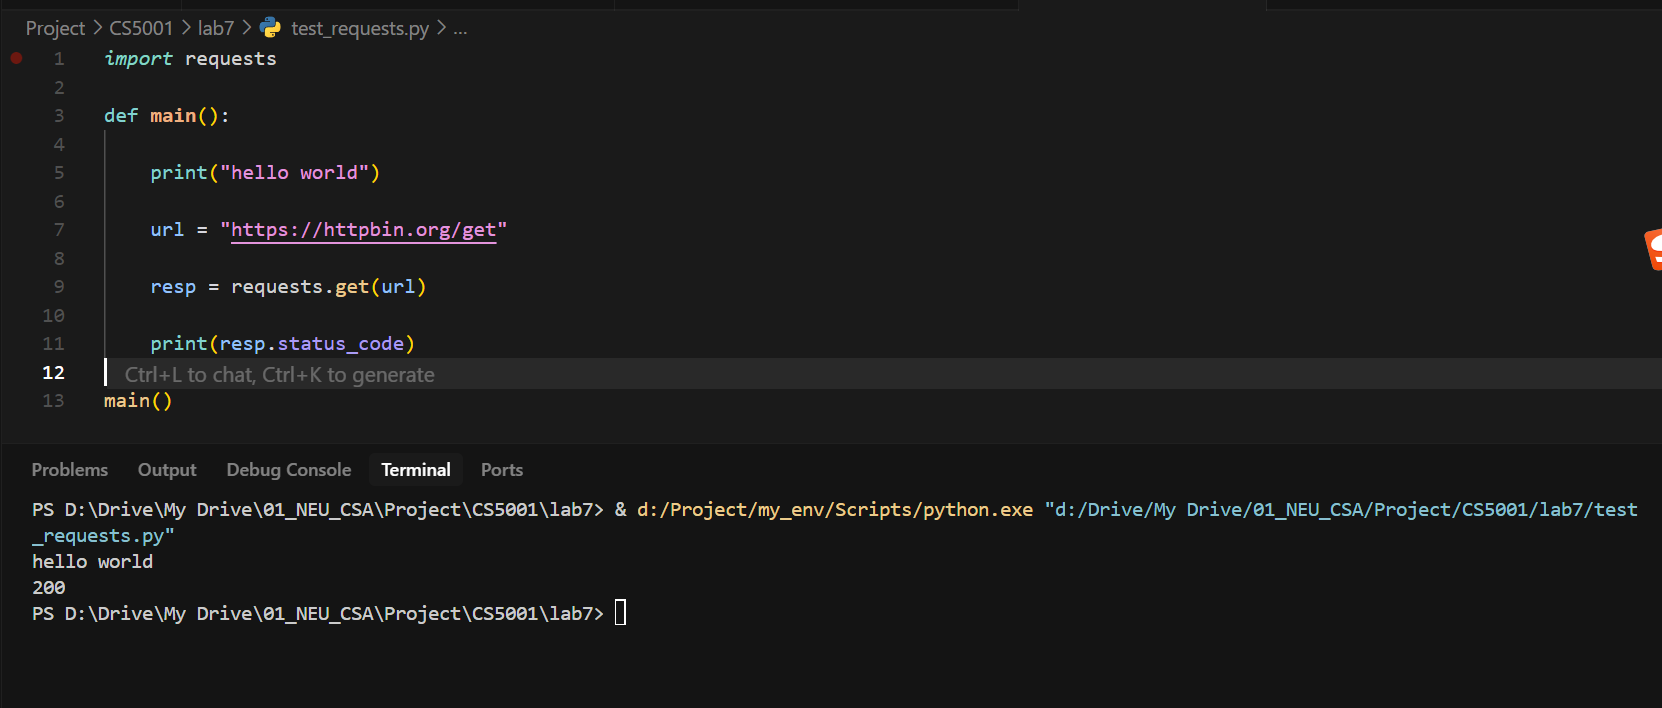 Project > CS5001 > lab7 > test_requests.py > ...
1 import requests
2
3 def main():
4
5 print("hello world")
6
7 url = "https://httpbin.org/get"
8
9 resp = requests.get(url)
10
11 print(resp.status_code)
12 Ctrl+L to chat, Ctrl+K to generate
13 main()
Problems Output Debug Console Terminal Ports
PS D:\Drive\My Drive\01_NEU_CSA\Project\CS5001\lab7> & d:/Project/my_env/Scripts/python.exe "d:/Drive/My Drive/01_NEU_CSA/Project/CS5001/lab7/test
_requests.py"
hello world
200
PS D:\Drive\My Drive\01_NEU_CSA\Project\CS5001\lab7>